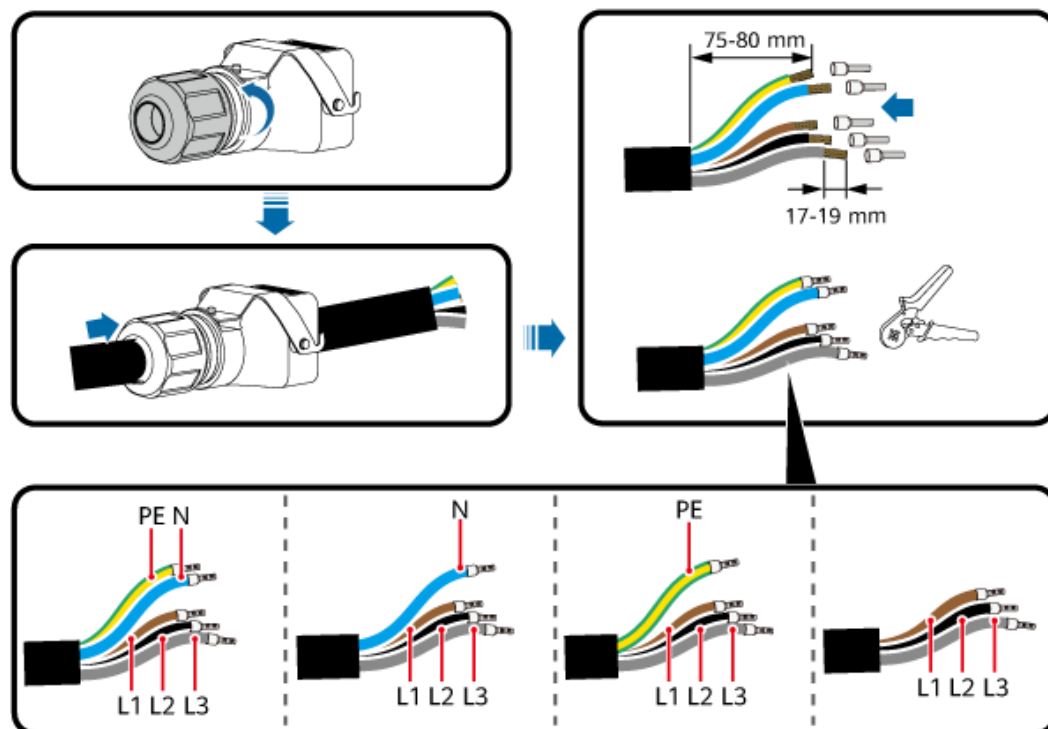 75-80 mm
17-19 mm
PE N
L1 L2 L3
N
L1 L2 L3
PE
L1 L2 L3
L1 L2 L3